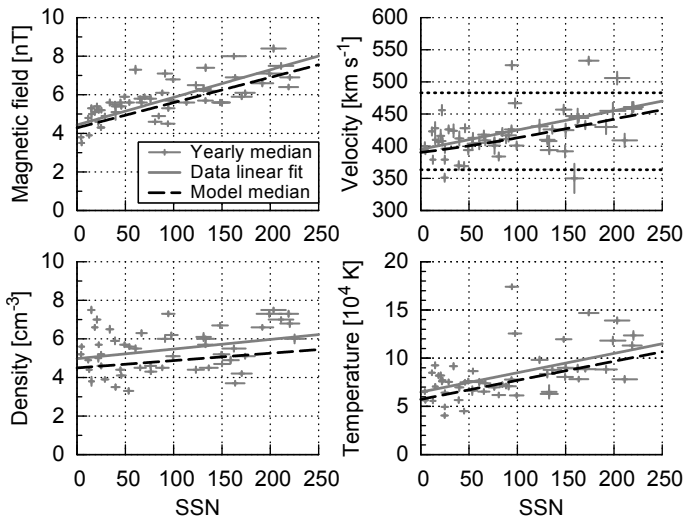 Magnetic field [nT]
10
8
6
4
2
0
0 50 100 150 200 250
Yearly median
Data linear fit
Model median
Velocity [km s-1]
600
550
500
450
400
350
300
0 50 100 150 200 250
Density [cm-3]
10
8
6
4
2
0
0 50 100 150 200 250
SSN
Temperature [10^4 K]
20
15
10
5
0
0 50 100 150 200 250
SSN